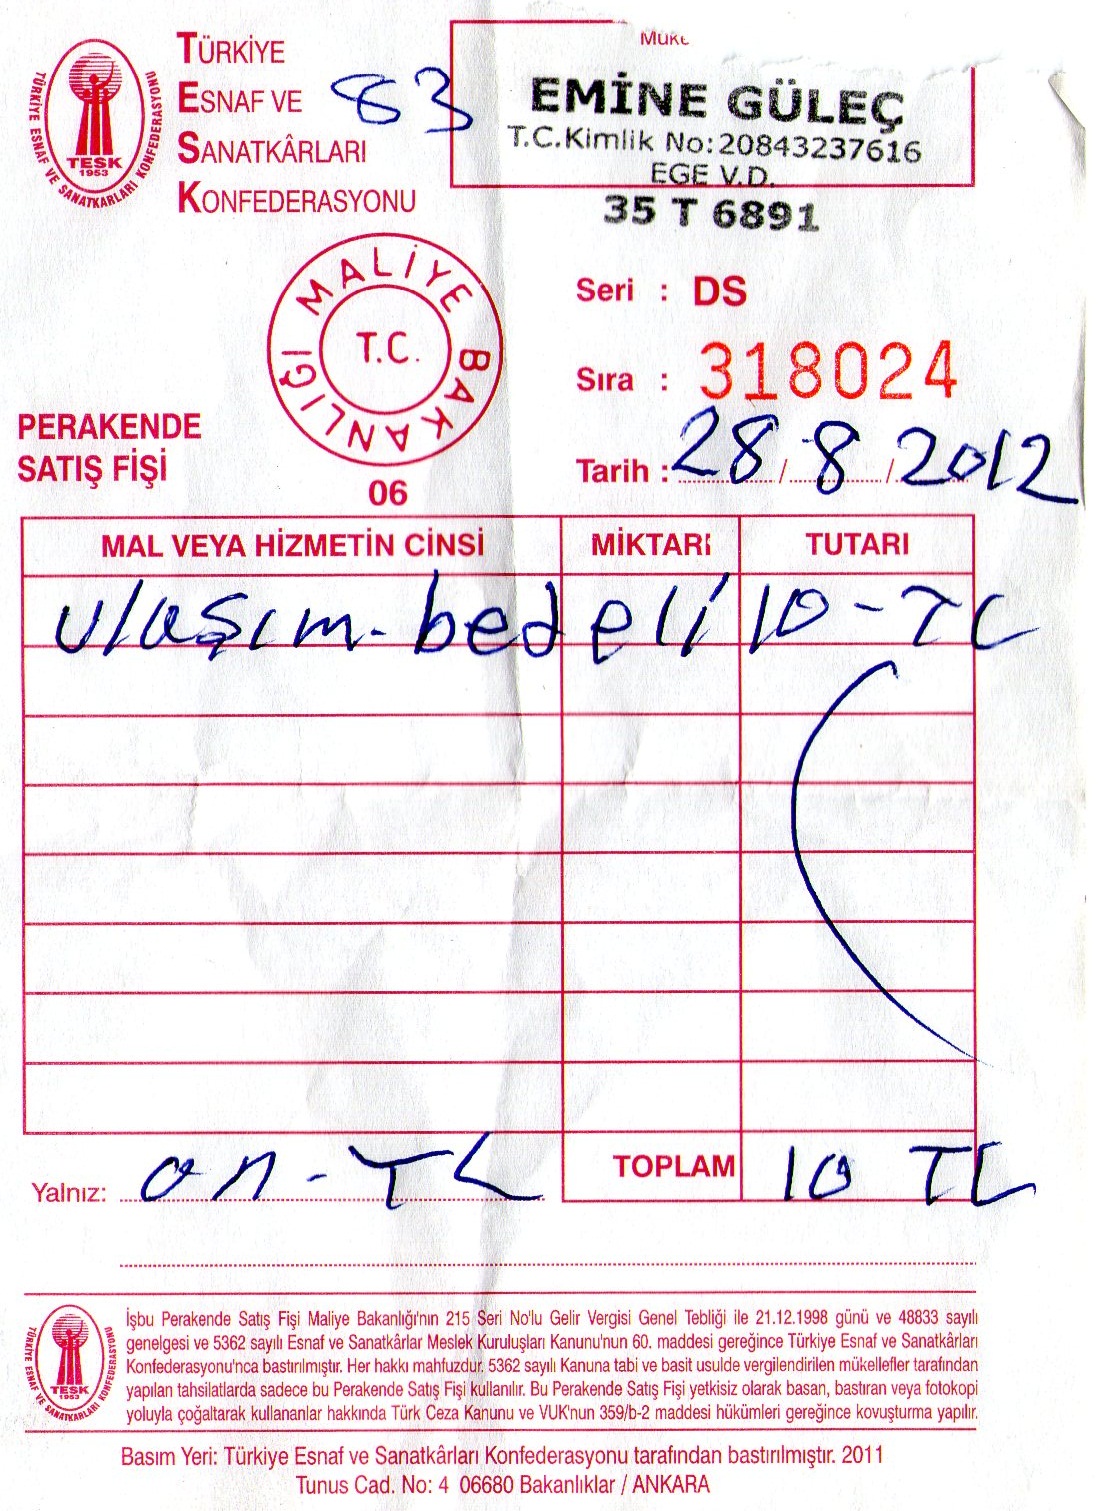 TÜRKİYE
ESNAF VE
SANATKÂRLARI
KONFEDERASYONU
TÜRKİYE ESNAF VE SANATKARLARI KONFEDERASYONU
TESK
1953
83
EMİNE GÜLEÇ
T.C.Kimlik No:20843237616
EGE V.D.
35 T 6891
MALİYE BAKANLIĞI
T.C.
06
Seri : DS
Sıra : 318024
Tarih : 28/8/2012
PERAKENDE
SATIŞ FİŞİ
MAL VEYA HİZMETİN CİNSİ MİKTARI TUTARI
ulaşım-bedeli 10-TL
Yalnız: on-TL TOPLAM 10 TL
TÜRKİYE ESNAF VE SANATKARLARI KONFEDERASYONU
TESK
1953
İşbu Perakende Satış Fişi Maliye Bakanlığı'nın 215 Seri No'lu Gelir Vergisi Genel Tebliği ile 21.12.1998 günü ve 48833 sayılı
genelgesi ve 5362 sayılı Esnaf ve Sanatkârlar Meslek Kuruluşları Kanunu'nun 60. maddesi gereğince Türkiye Esnaf ve Sanatkârları
Konfederasyonu'nca bastırılmıştır. Her hakkı mahfuzdur. 5362 sayılı Kanuna tabi ve basit usulde vergilendirilen mükellefler tarafından
yapılan tahsilatlarda sadece bu Perakende Satış Fişi kullanılır. Bu Perakende Satış Fişi yetkisiz olarak basan, bastıran veya fotokopi
yoluyla çoğaltarak kullananlar hakkında Türk Ceza Kanunu ve VUK'nun 359/b-2 maddesi hükümleri gereğince kovuşturma yapılır.
Basım Yeri: Türkiye Esnaf ve Sanatkârları Konfederasyonu tarafından bastırılmıştır. 2011
Tunus Cad. No: 4 06680 Bakanlıklar / ANKARA